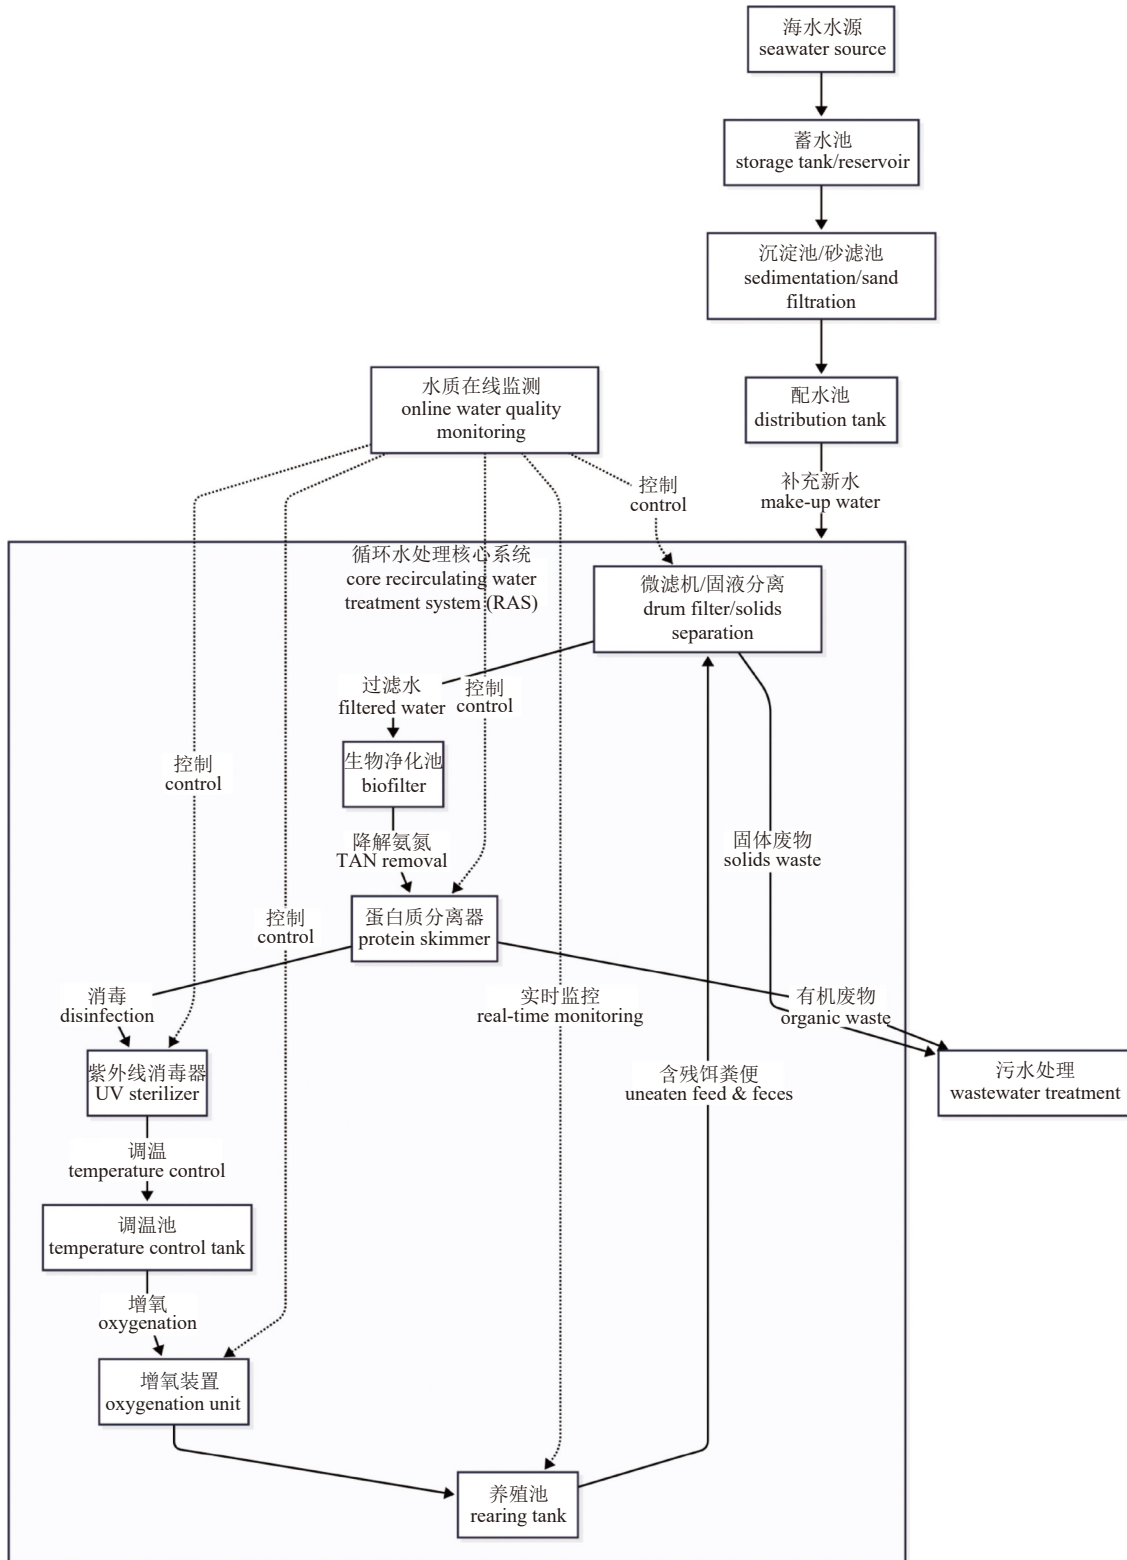 海水水源
seawater source
蓄水池
storage tank/reservoir
沉淀池/砂滤池
sedimentation/sand
filtration
水质在线监测
online water quality
monitoring
配水池
distribution tank
控制
control
补充新水
make-up water
循环水处理核心系统
core recirculating water
treatment system (RAS)
微滤机/固液分离
drum filter/solids
separation
过滤水
filtered water
控制
control
控制
control
生物净化池
biofilter
降解氨氮
TAN removal
固体废物
solids waste
控制
control
蛋白质分离器
protein skimmer
消毒
disinfection
实时监控
real-time monitoring
有机废物
organic waste
紫外线消毒器
UV sterilizer
含残饵粪便
uneaten feed & feces
污水处理
wastewater treatment
调温
temperature control
调温池
temperature control tank
增氧
oxygenation
增氧装置
oxygenation unit
养殖池
rearing tank